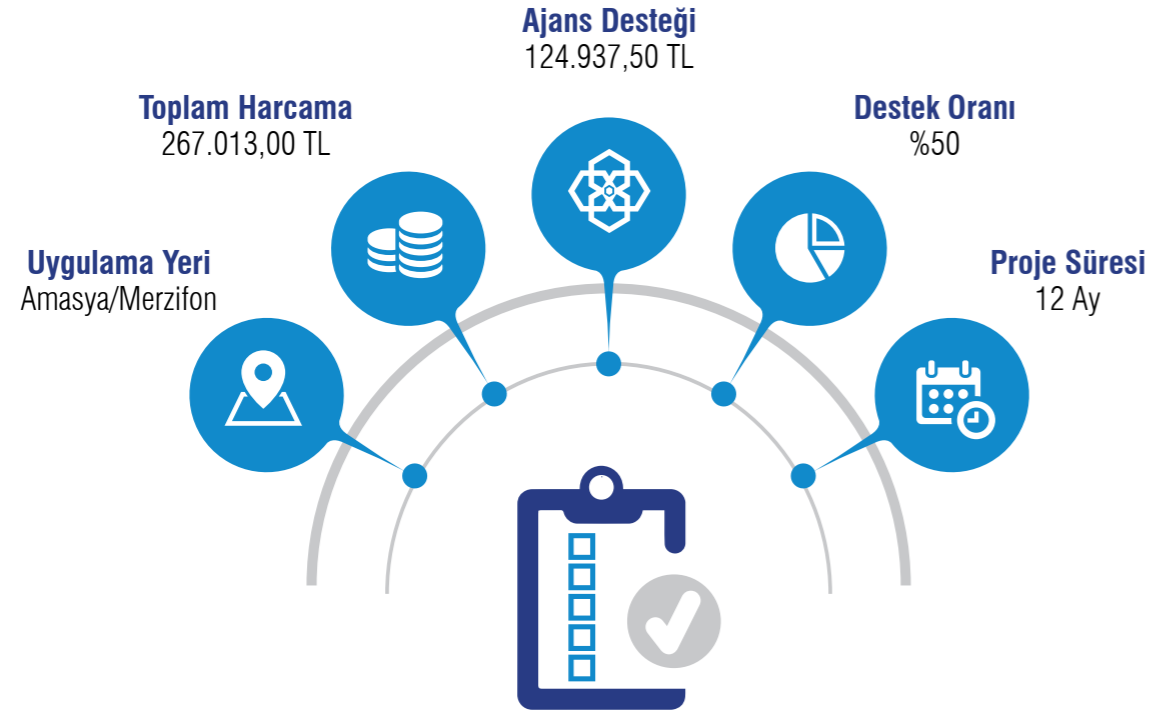 Ajans Desteği
124.937,50 TL
Toplam Harcama
267.013,00 TL
Destek Oranı
%50
Uygulama Yeri
Amasya/Merzifon
Proje Süresi
12 Ay